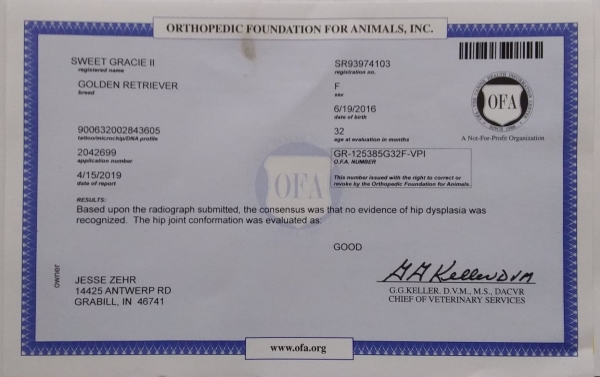 ORTHOPEDIC FOUNDATION FOR ANIMALS, INC.
SWEET GRACIE II
registered name
SR93974103
registration no.
GOLDEN RETRIEVER
breed
F
sex
6/19/2016
date of birth
OFA
A Not-For-Profit Organization
900632002843605
tattoo/microchip/DNA profile
32
age at evaluation in months
2042699
application number
GR-125385G32F-VPI
O.F.A. NUMBER
4/15/2019
date of report
This number issued with the right to correct or
revoke by the Orthopedic Foundation for Animals.
OFA
RESULTS:
Based upon the radiograph submitted, the consensus was that no evidence of hip dysplasia was
recognized. The hip joint conformation was evaluated as:
GOOD
owner
JESSE ZEHR
14425 ANTWERP RD
GRABILL, IN 46741
GG Keller DVM
G.G.KELLER, D.V.M., M.S., DACVR
CHIEF OF VETERINARY SERVICES
www.ofa.org